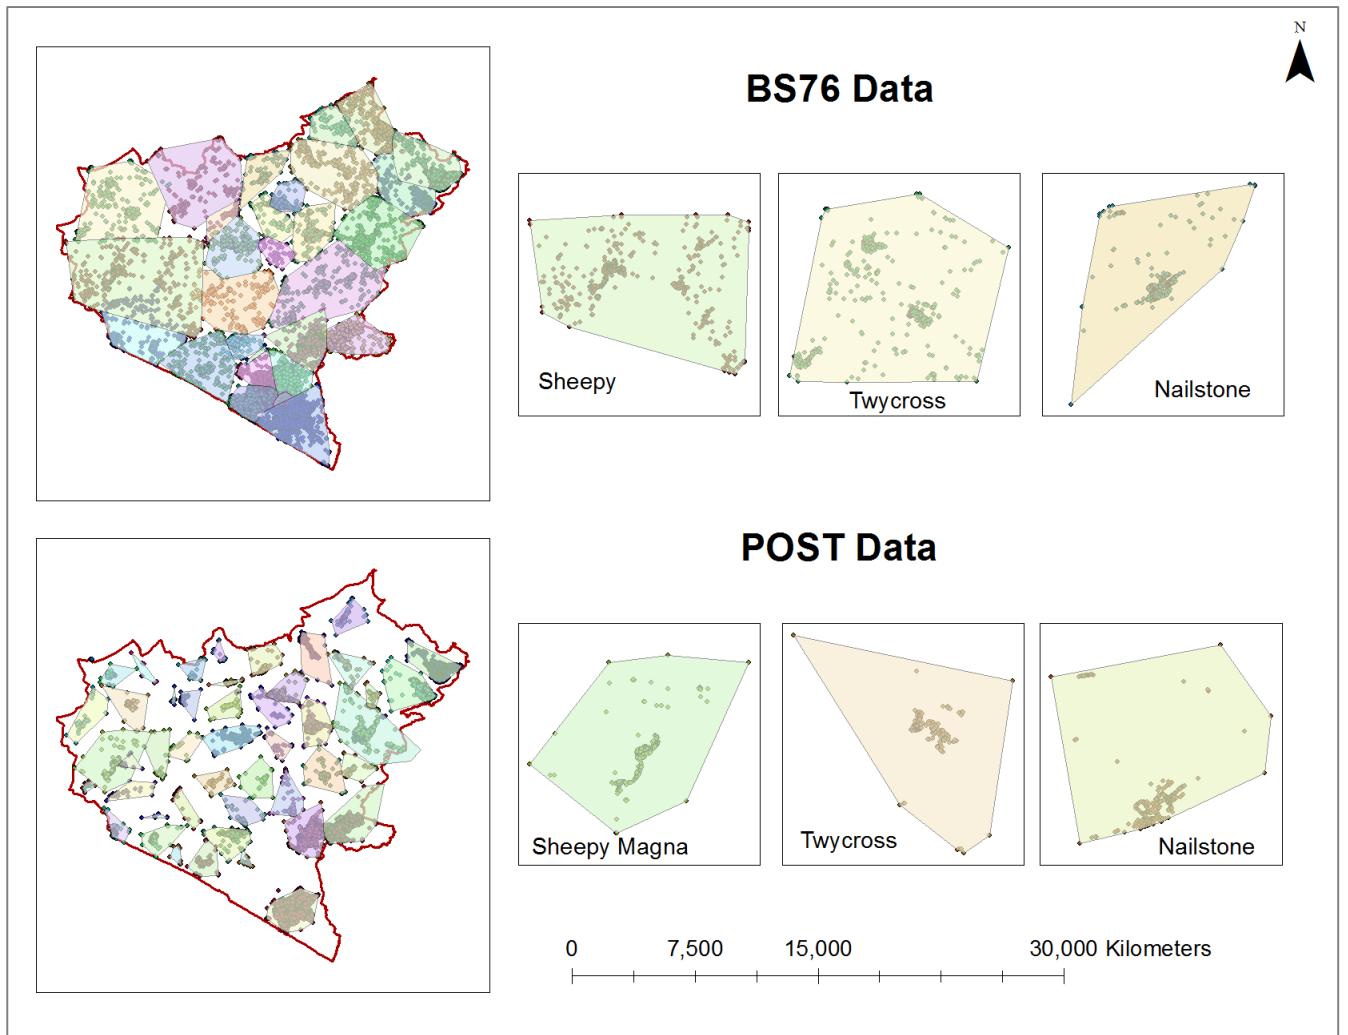 N
BS76 Data
Sheepy
Twycross
Nailstone
POST Data
Sheepy Magna
Twycross
Nailstone
0 7,500 15,000 30,000 Kilometers